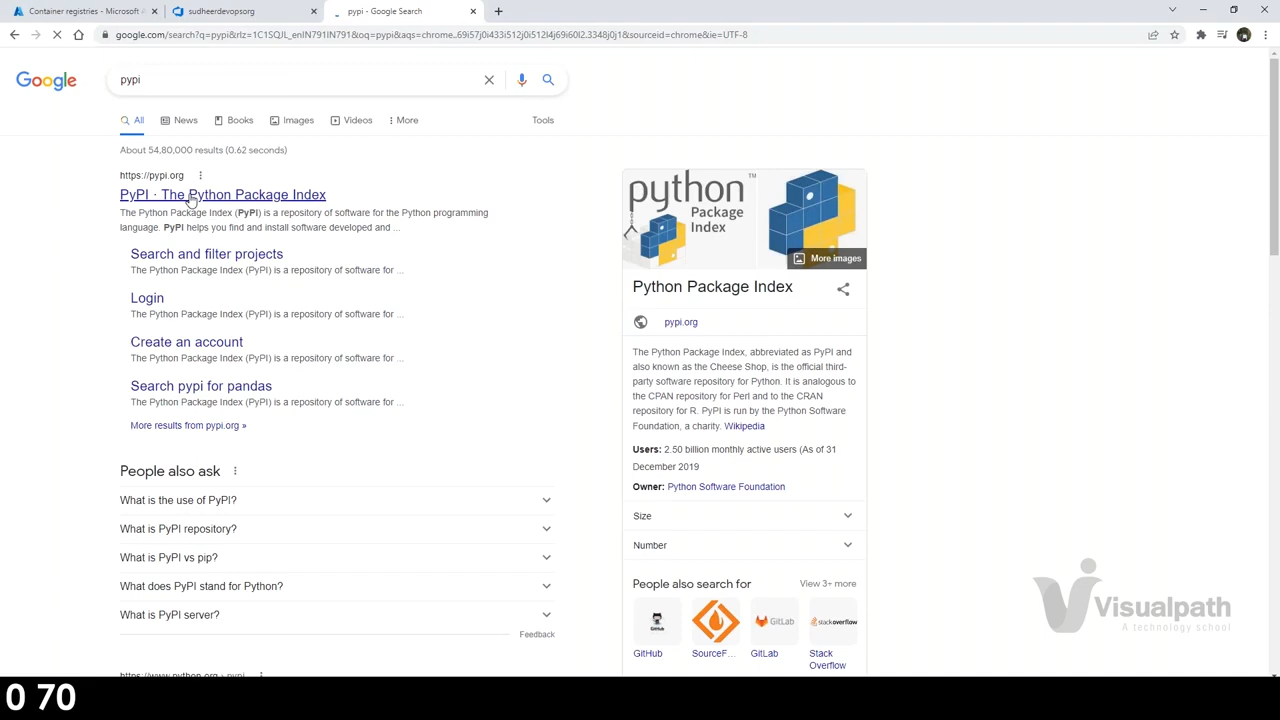 Container registries - Microsoft A
sudheerdevopsorg
pypi - Google Search
google.com/search?q=pypi&rlz=1C1SQJL_enIN791IN791&oq=pypi&aqs=chrome..69i57j0i433i512j0i512l4j69i60l2.3348j0j1&sourceid=chrome&ie=UTF-8
Google
pypi
All
News
Books
Images
Videos
More
Tools
About 54,80,000 results (0.62 seconds)
https://pypi.org
PyPI · The Python Package Index
The Python Package Index (PyPI) is a repository of software for the Python programming
language. PyPI helps you find and install software developed and ...
Search and filter projects
The Python Package Index (PyPI) is a repository of software for ...
Login
The Python Package Index (PyPI) is a repository of software for ...
Create an account
The Python Package Index (PyPI) is a repository of software for ...
Search pypi for pandas
The Python Package Index (PyPI) is a repository of software for ...
More results from pypi.org »
People also ask
What is the use of PyPI?
What is PyPI repository?
What is PyPI vs pip?
What does PyPI stand for Python?
What is PyPI server?
Feedback
https://www.python.org › pypi
python™
Package
Index
More images
Python Package Index
pypi.org
The Python Package Index, abbreviated as PyPI and
also known as the Cheese Shop, is the official third-
party software repository for Python. It is analogous to
the CPAN repository for Perl and to the CRAN
repository for R. PyPI is run by the Python Software
Foundation, a charity. Wikipedia
Users: 2.50 billion monthly active users (As of 31
December 2019
Owner: Python Software Foundation
Size
Number
People also search for
View 3+ more
GitHub
GitLab
stackoverflow
GitHub
SourceF...
GitLab
Stack
Overflow
Visualpath
A technology school
0 70